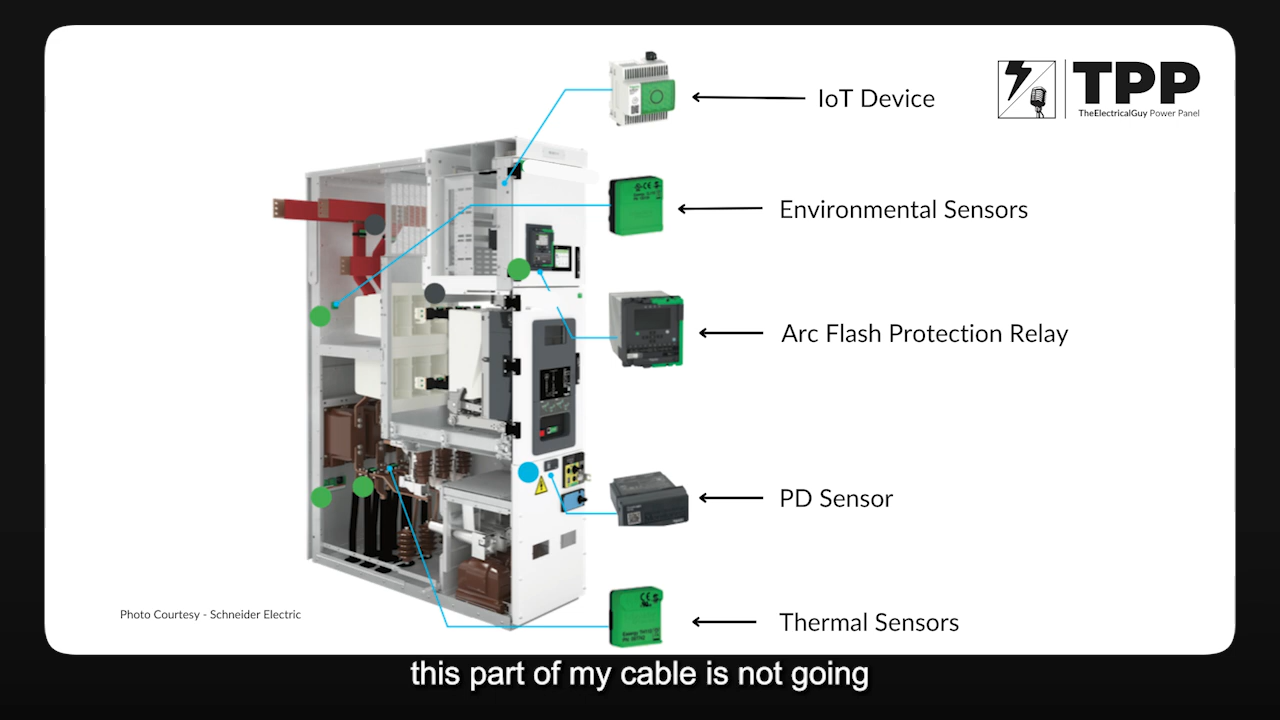 IoT Device
TPP
TheElectricalGuy Power Panel
Environmental Sensors
Arc Flash Protection Relay
PD Sensor
Photo Courtesy - Schneider Electric
Thermal Sensors
this part of my cable is not going